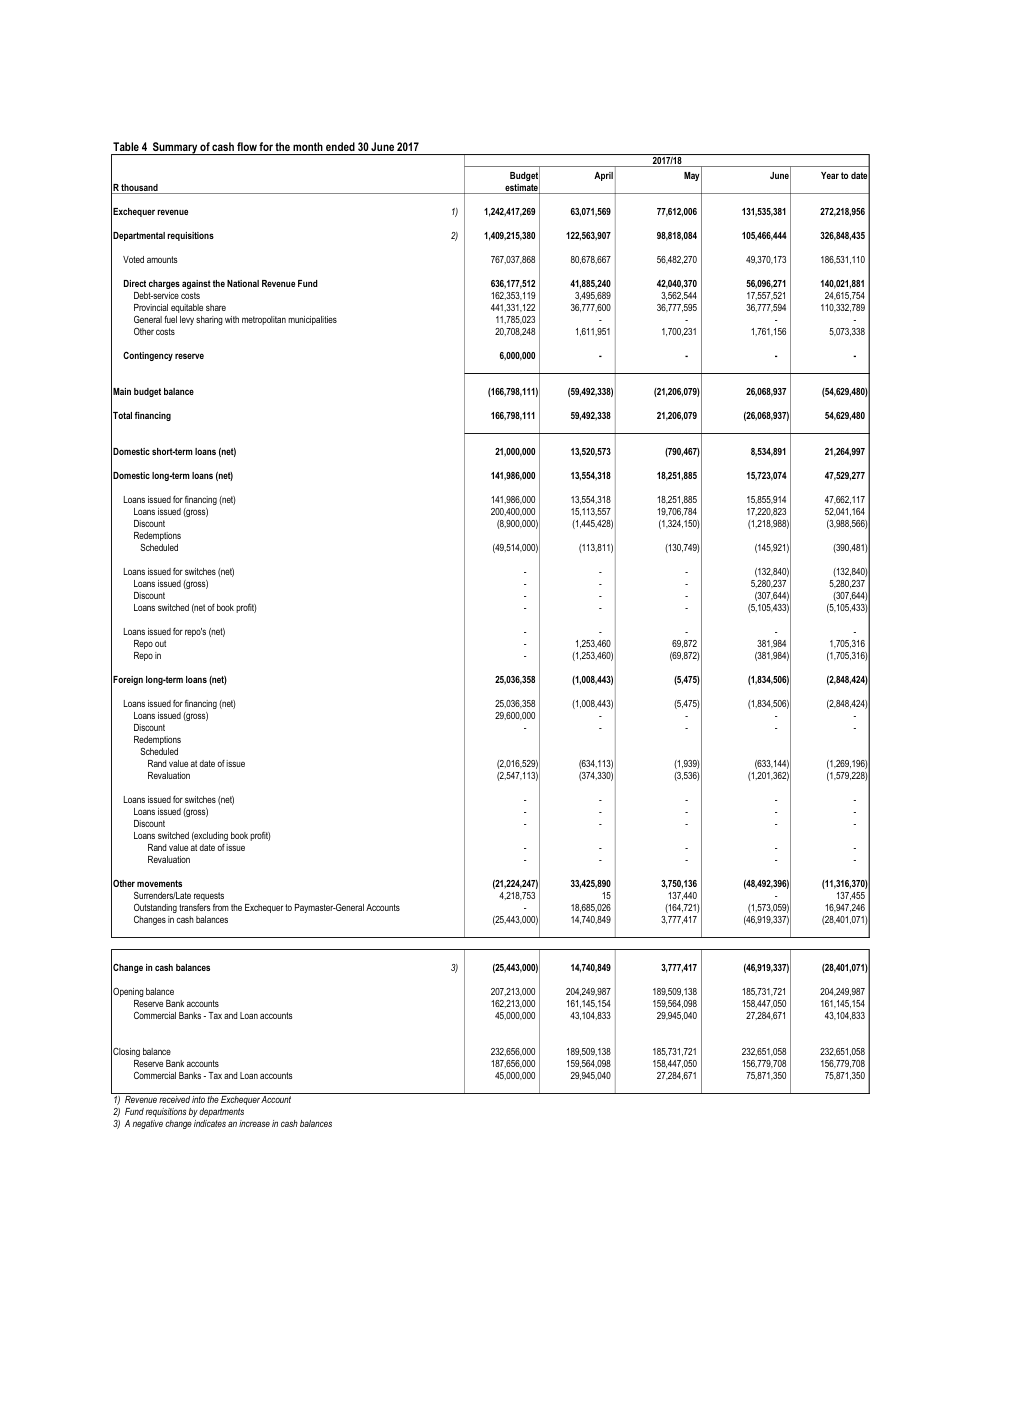 Table 4 Summary of cash flow for the month ended 30 June 2017
2017/18
Budget April May June Year to date
R thousand estimate
Exchequer revenue 1) 1,242,417,269 63,071,569 77,612,006 131,535,381 272,218,956
Departmental requisitions 2) 1,409,215,380 122,563,907 98,818,084 105,466,444 326,848,435
Voted amounts 767,037,868 80,678,667 56,482,270 49,370,173 186,531,110
Direct charges against the National Revenue Fund 636,177,512 41,885,240 42,040,370 56,096,271 140,021,881
Debt-service costs 162,353,119 3,495,689 3,562,544 17,557,521 24,615,754
Provincial equitable share 441,331,122 36,777,600 36,777,595 36,777,594 110,332,789
General fuel levy sharing with metropolitan municipalities 11,785,023 - - - -
Other costs 20,708,248 1,611,951 1,700,231 1,761,156 5,073,338
Contingency reserve 6,000,000 - - - -
Main budget balance (166,798,111) (59,492,338) (21,206,079) 26,068,937 (54,629,480)
Total financing 166,798,111 59,492,338 21,206,079 (26,068,937) 54,629,480
Domestic short-term loans (net) 21,000,000 13,520,573 (790,467) 8,534,891 21,264,997
Domestic long-term loans (net) 141,986,000 13,554,318 18,251,885 15,723,074 47,529,277
Loans issued for financing (net) 141,986,000 13,554,318 18,251,885 15,855,914 47,662,117
Loans issued (gross) 200,400,000 15,113,557 19,706,784 17,220,823 52,041,164
Discount (8,900,000) (1,445,428) (1,324,150) (1,218,988) (3,988,566)
Redemptions
Scheduled (49,514,000) (113,811) (130,749) (145,921) (390,481)
Loans issued for switches (net) - - - (132,840) (132,840)
Loans issued (gross) - - - 5,280,237 5,280,237
Discount - - - (307,644) (307,644)
Loans switched (net of book profit) - - - (5,105,433) (5,105,433)
Loans issued for repo's (net) - - - - -
Repo out - 1,253,460 69,872 381,984 1,705,316
Repo in - (1,253,460) (69,872) (381,984) (1,705,316)
Foreign long-term loans (net) 25,036,358 (1,008,443) (5,475) (1,834,506) (2,848,424)
Loans issued for financing (net) 25,036,358 (1,008,443) (5,475) (1,834,506) (2,848,424)
Loans issued (gross) 29,600,000 - - - -
Discount - - - - -
Redemptions
Scheduled
Rand value at date of issue (2,016,529) (634,113) (1,939) (633,144) (1,269,196)
Revaluation (2,547,113) (374,330) (3,536) (1,201,362) (1,579,228)
Loans issued for switches (net) - - - - -
Loans issued (gross) - - - - -
Discount - - - - -
Loans switched (excluding book profit)
Rand value at date of issue - - - - -
Revaluation - - - - -
Other movements (21,224,247) 33,425,890 3,750,136 (48,492,396) (11,316,370)
Surrenders/Late requests 4,218,753 15 137,440 - 137,455
Outstanding transfers from the Exchequer to Paymaster-General Accounts - 18,685,026 (164,721) (1,573,059) 16,947,246
Changes in cash balances (25,443,000) 14,740,849 3,777,417 (46,919,337) (28,401,071)
Change in cash balances 3) (25,443,000) 14,740,849 3,777,417 (46,919,337) (28,401,071)
Opening balance 207,213,000 204,249,987 189,509,138 185,731,721 204,249,987
Reserve Bank accounts 162,213,000 161,145,154 159,564,098 158,447,050 161,145,154
Commercial Banks - Tax and Loan accounts 45,000,000 43,104,833 29,945,040 27,284,671 43,104,833
Closing balance 232,656,000 189,509,138 185,731,721 232,651,058 232,651,058
Reserve Bank accounts 187,656,000 159,564,098 158,447,050 156,779,708 156,779,708
Commercial Banks - Tax and Loan accounts 45,000,000 29,945,040 27,284,671 75,871,350 75,871,350
1) Revenue received into the Exchequer Account
2) Fund requisitions by departments
3) A negative change indicates an increase in cash balances